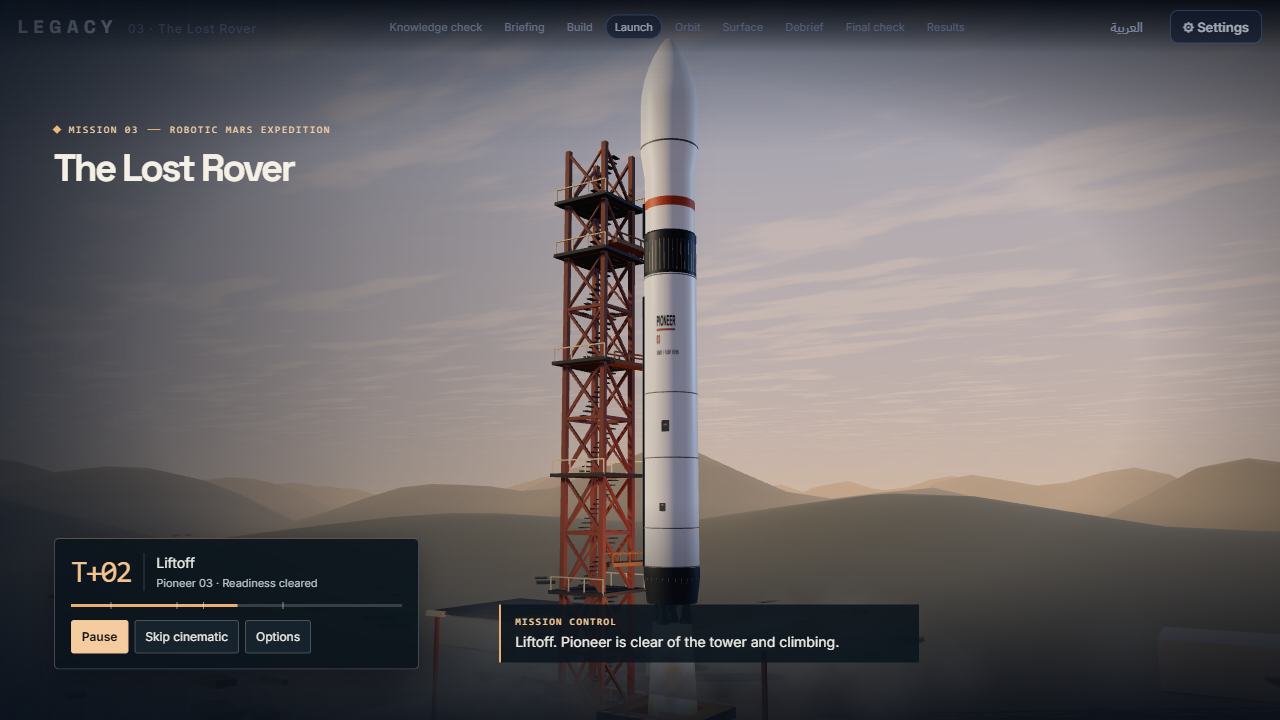 LEGACY 03 · The Lost Rover
Knowledge check Briefing Build Launch Orbit Surface Debrief Final check Results
العربية
⚙ Settings
◆ MISSION 03 — ROBOTIC MARS EXPEDITION
The Lost Rover
PIONEER
03
T+02
Liftoff
Pioneer 03 · Readiness cleared
Pause Skip cinematic Options
MISSION CONTROL
Liftoff. Pioneer is clear of the tower and climbing.